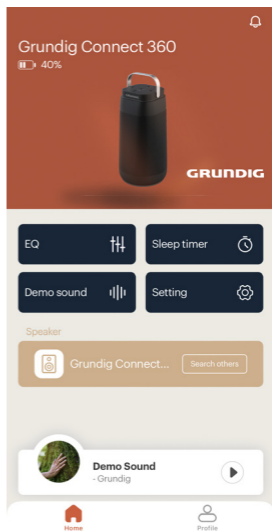 Grundig Connect 360
40%
GRUNDIG
EQ
Sleep timer
Demo sound
Setting
Speaker
Grundig Connect...
Search others
Demo Sound
- Grundig
Home
Profile